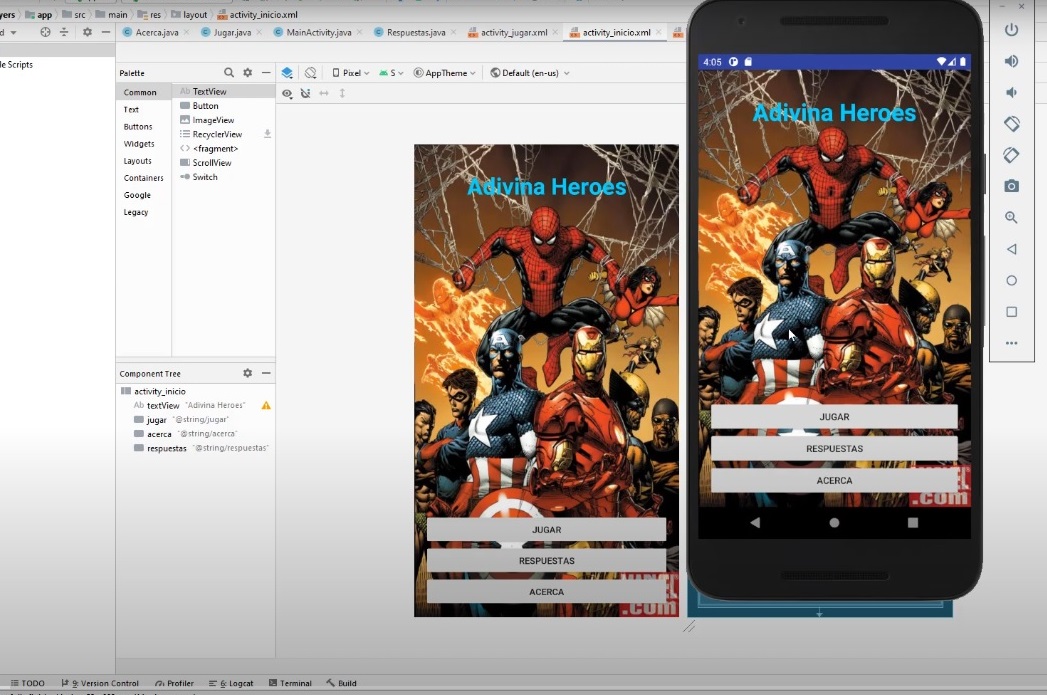 yers app src main res layout activity_inicio.xml
Acerca.java Jugar.java MainActivity.java Respuestas.java activity_jugar.xml activity_inicio.xml
le Scripts
Palette
Pixel S AppTheme Default (en-us)
Common
Text
Buttons
Widgets
Layouts
Containers
Google
Legacy
Ab TextView
Button
ImageView
RecyclerView
<fragment>
ScrollView
Switch
Component Tree
activity_inicio
Ab textView "Adivina Heroes"
jugar "@string/jugar"
acerca "@string/acerca"
respuestas "@string/respuestas"
Adivina Heroes
JUGAR
RESPUESTAS
ACERCA
.com
4:05
Adivina Heroes
JUGAR
RESPUESTAS
ACERCA
MARVEL
.com
TODO 9: Version Control Profiler 6: Logcat Terminal Build